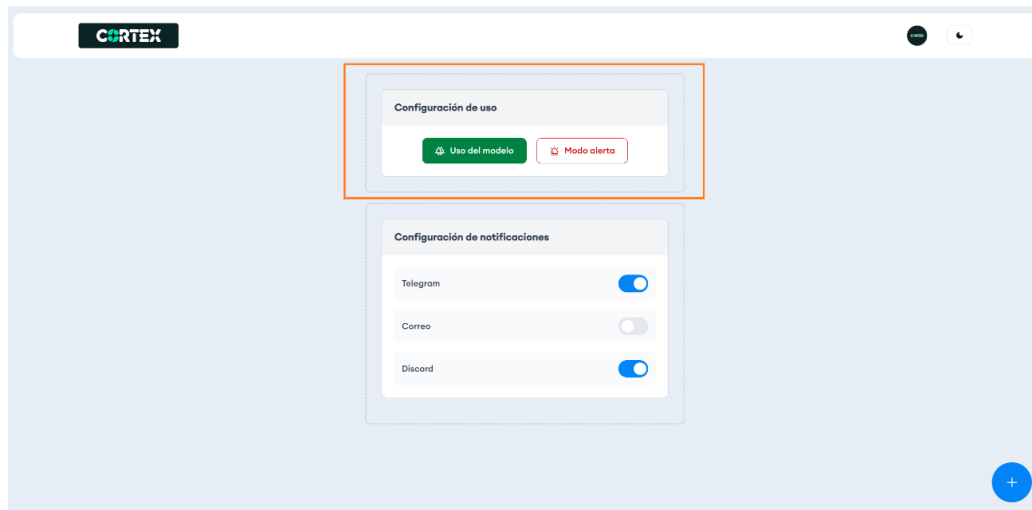 CORTEX
Configuración de uso
Uso del modelo
Modo alerta
Configuración de notificaciones
Telegram
Correo
Discord